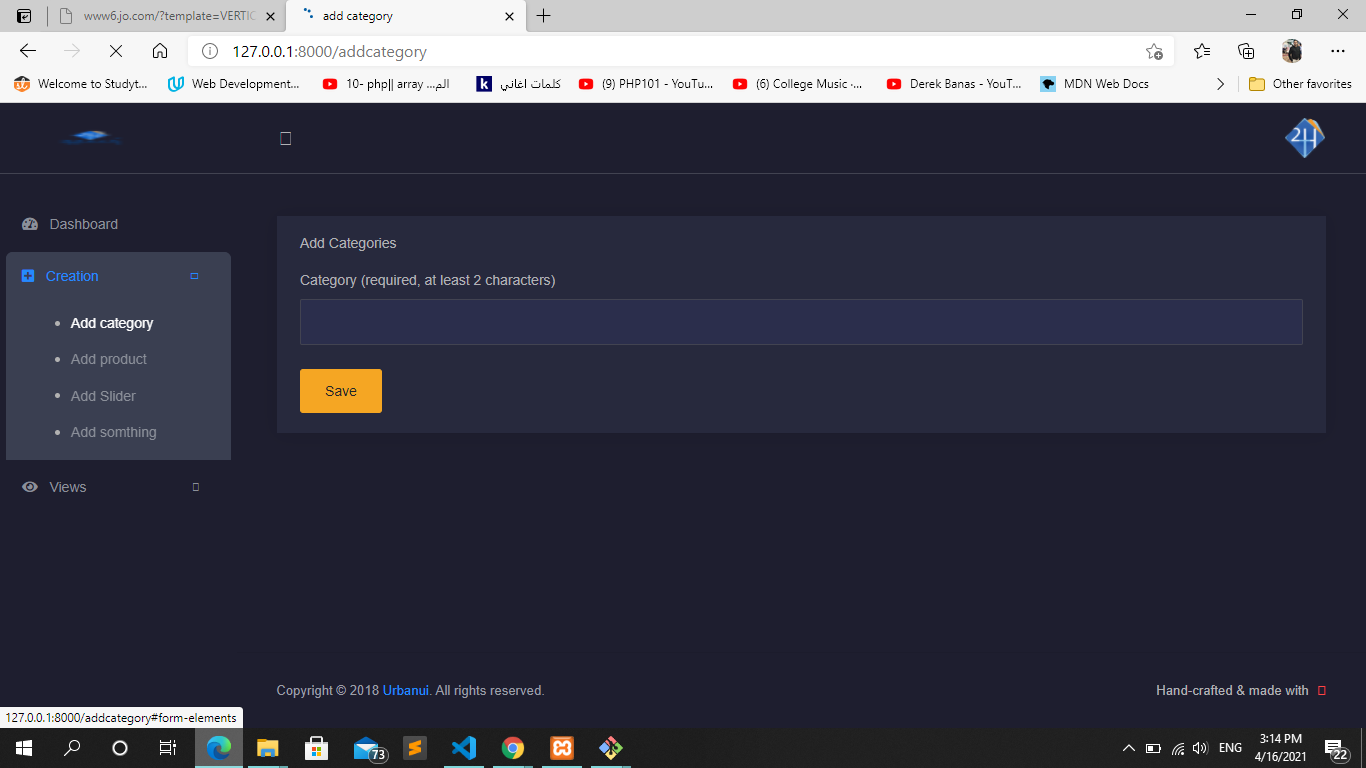 www6.jo.com/?template=VERTIC
add category
127.0.0.1:8000/addcategory
Welcome to Studyt...
Web Development...
10- php|| array ...الم
كلمات اغاني
(9) PHP101 - YouTu...
(6) College Music -...
Derek Banas - YouT...
MDN Web Docs
Other favorites
2H
Dashboard
Creation
Add category
Add product
Add Slider
Add somthing
Views
Add Categories
Category (required, at least 2 characters)
Save
Copyright © 2018 Urbanui. All rights reserved.
Hand-crafted & made with
127.0.0.1:8000/addcategory#form-elements
73
ENG
3:14 PM
4/16/2021
22